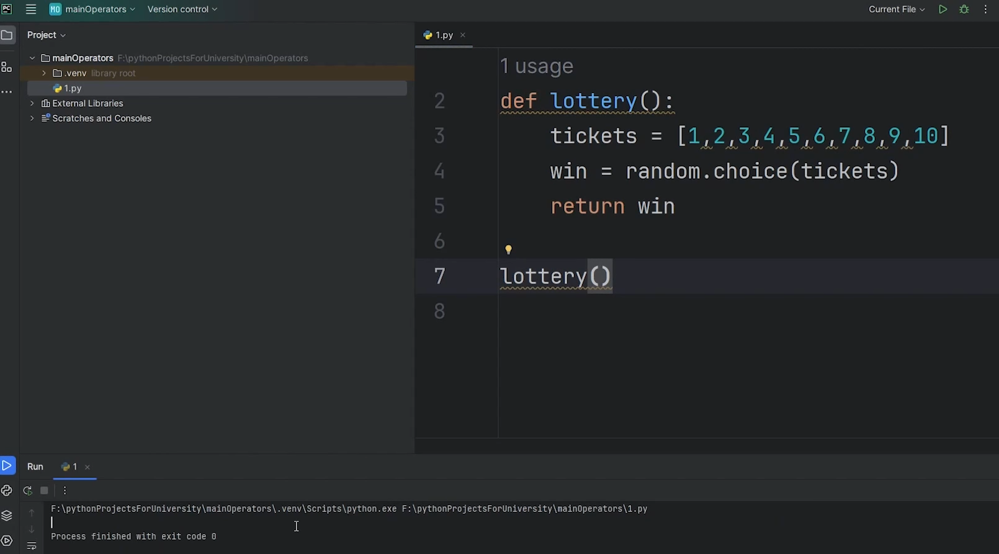 PC
MO mainOperators Version control Current File
Project
mainOperators F:\pythonProjectsForUniversity\mainOperators
.venv library root
1.py
External Libraries
Scratches and Consoles
1.py
1 usage
2 def lottery():
3 tickets = [1,2,3,4,5,6,7,8,9,10]
4 win = random.choice(tickets)
5 return win
6
7 lottery()
8
Run 1
F:\pythonProjectsForUniversity\mainOperators\.venv\Scripts\python.exe F:\pythonProjectsForUniversity\mainOperators\1.py
Process finished with exit code 0